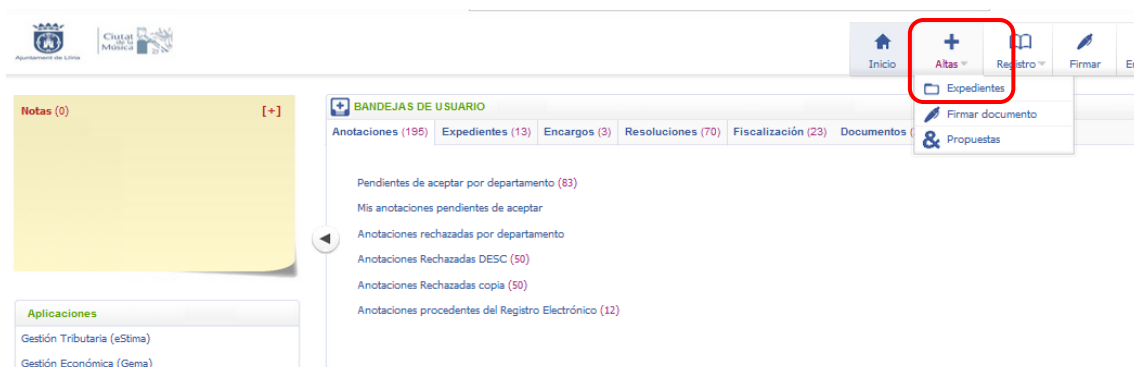 Ajuntament de Llíria
Ciutat
de la
Música
Inicio
Altas
Registro
Firmar
Expedientes
Firmar documento
Propuestas
Notas (0) [+]
BANDEJAS DE USUARIO
Anotaciones (195) Expedientes (13) Encargos (3) Resoluciones (70) Fiscalización (23) Documentos (
Pendientes de aceptar por departamento (83)
Mis anotaciones pendientes de aceptar
Anotaciones rechazadas por departamento
Anotaciones Rechazadas DESC (50)
Anotaciones Rechazadas copia (50)
Anotaciones procedentes del Registro Electrónico (12)
Aplicaciones
Gestión Tributaria (eStima)
Gestión Económica (Gema)